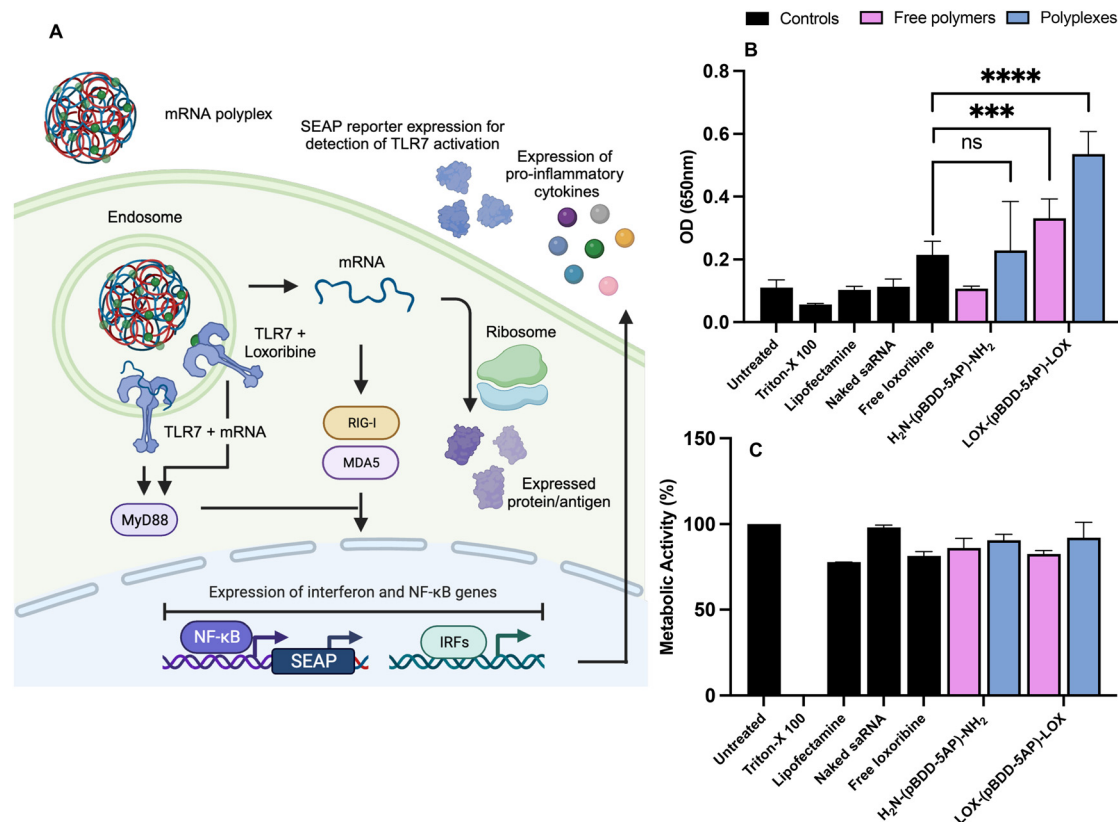 A
mRNA polyplex
SEAP reporter expression for
detection of TLR7 activation
Expression of
pro-inflammatory
cytokines
Endosome
mRNA
TLR7 +
Loxoribine
Ribosome
TLR7 + mRNA
RIG-I
MDA5
Expressed
protein/antigen
MyD88
Expression of interferon and NF-κB genes
NF-κB
SEAP
IRFs
Controls
Free polymers
Polyplexes
B
OD (650nm)
0.8
0.6
0.4
0.2
0.0
****
***
ns
Untreated
Triton-X 100
Lipofectamine
Naked saRNA
Free loxoribine
H₂N-(pBDD-5AP)-NH₂
LOX-(pBDD-5AP)-LOX
C
Metabolic Activity (%)
150
100
50
0
Untreated
Triton-X 100
Lipofectamine
Naked saRNA
Free loxoribine
H₂N-(pBDD-5AP)-NH₂
LOX-(pBDD-5AP)-LOX